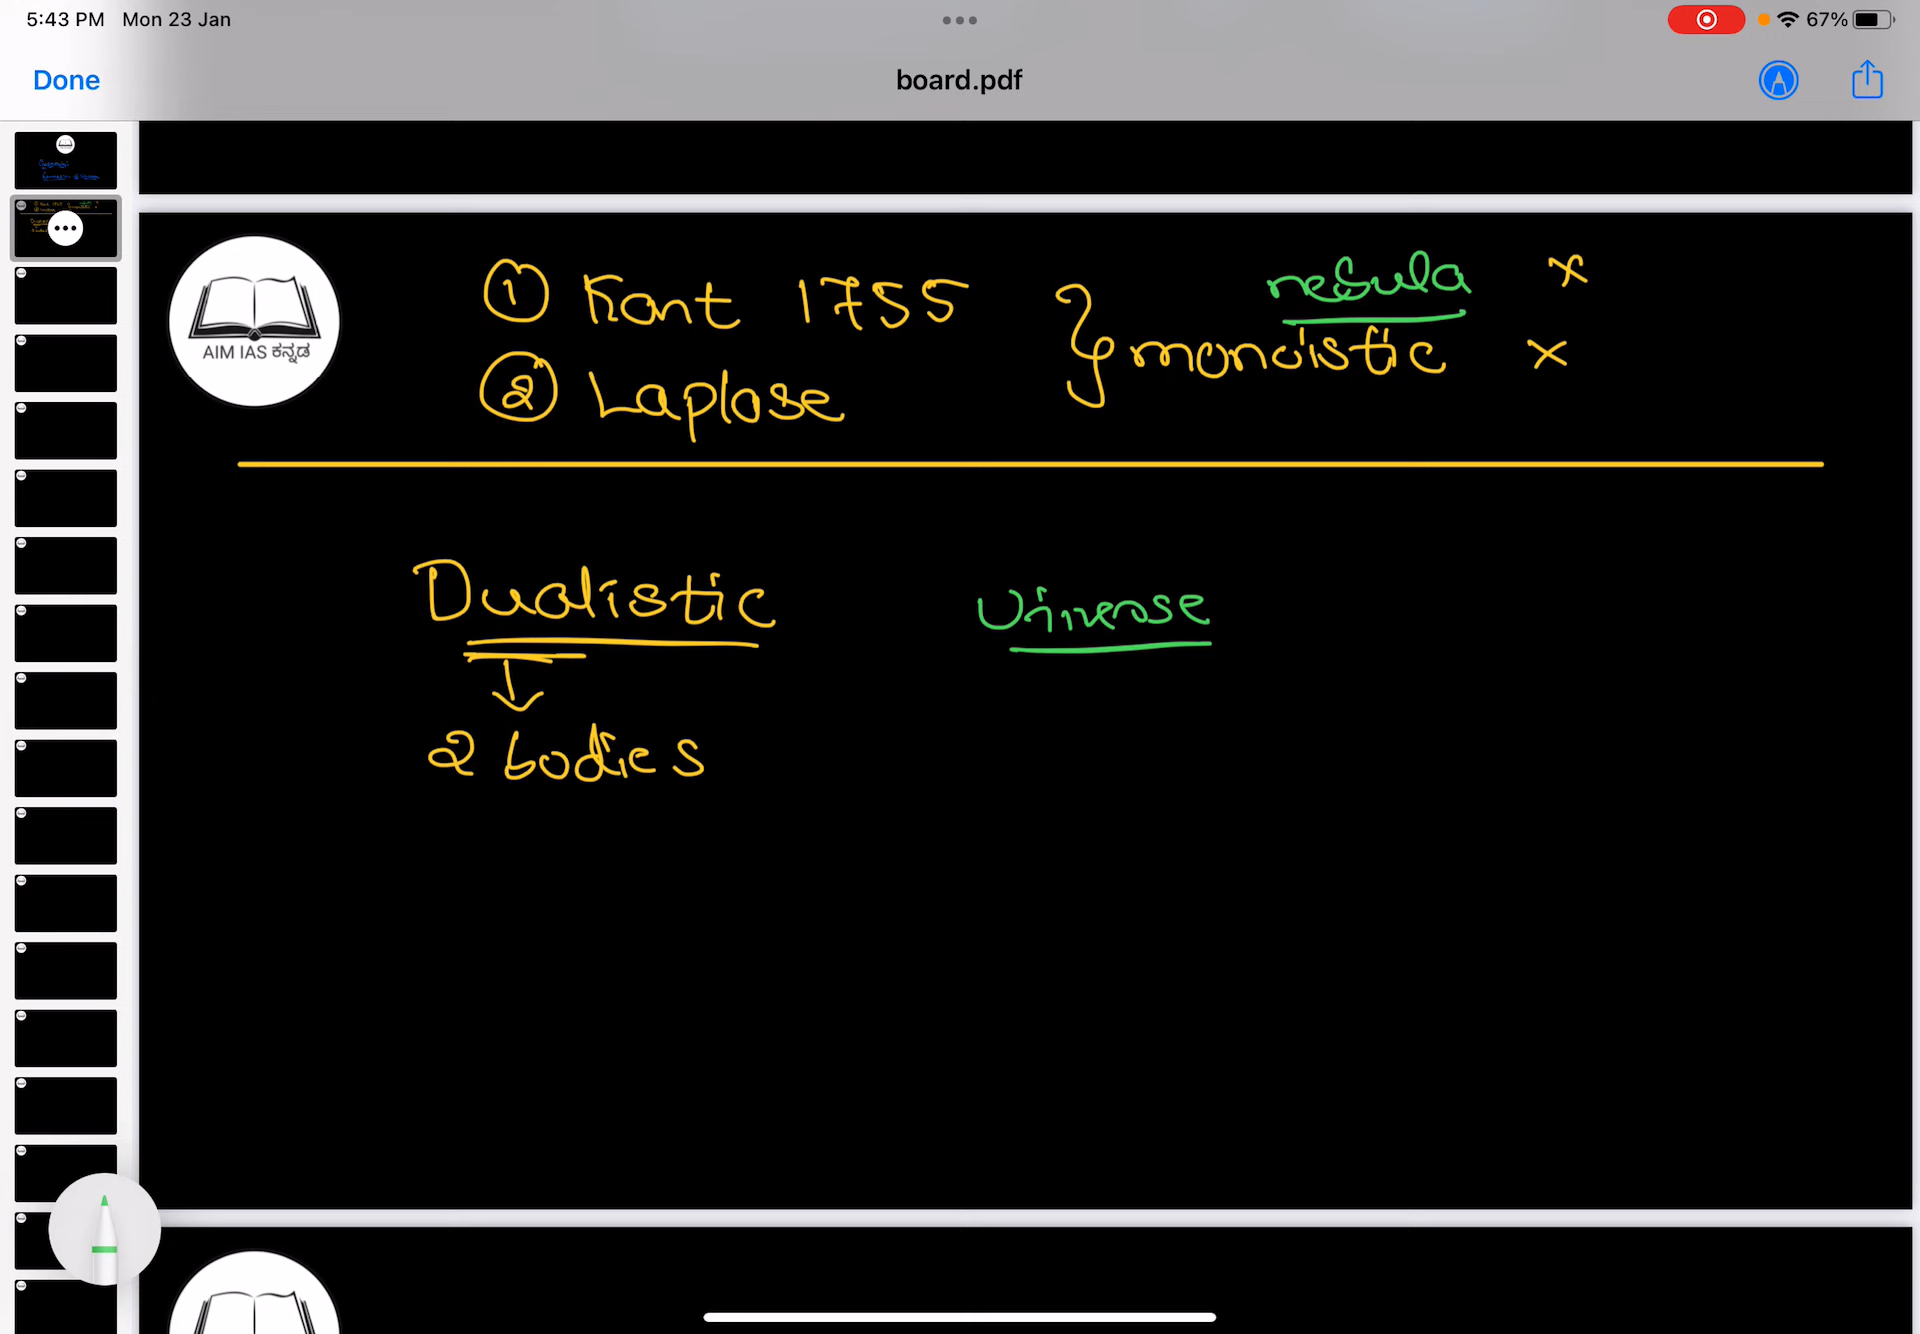 5:43 PM Mon 23 Jan
67%
Done
board.pdf
AIM IAS ಕನ್ನಡ
① Kant 1755
nebula x
monoistic x
② Laplase
Dualistic
Universe
2 bodies